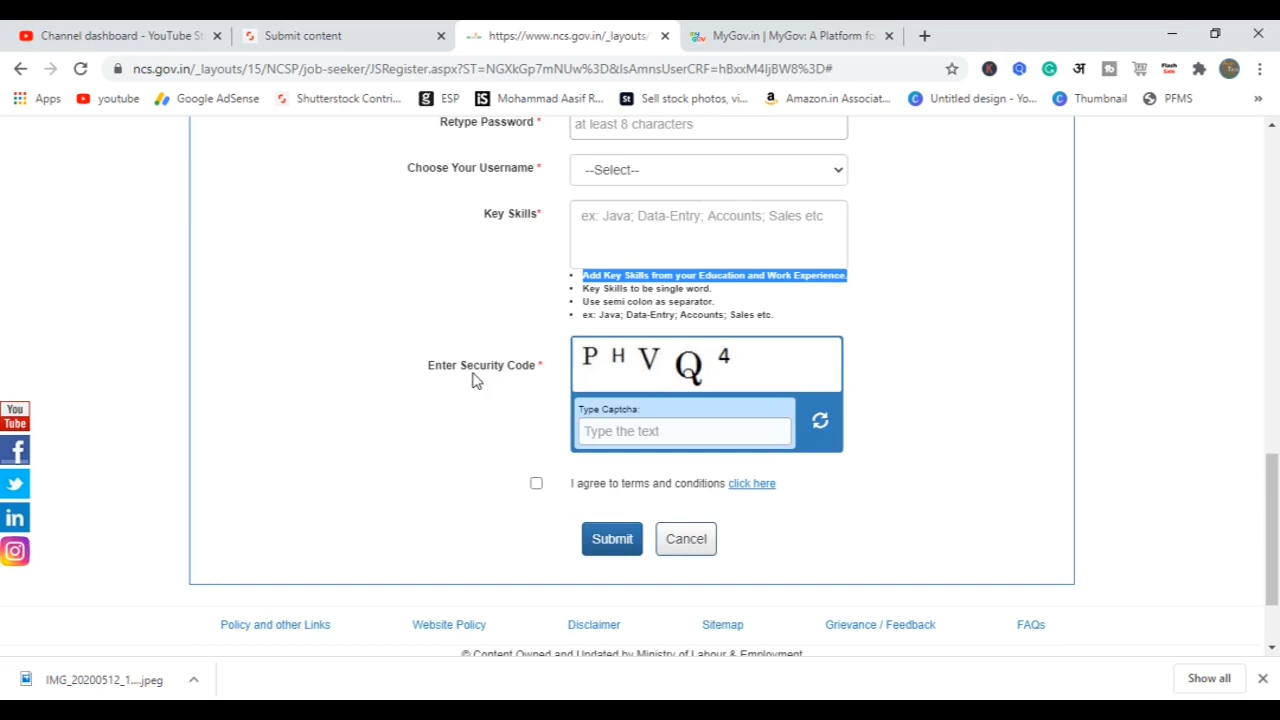 Channel dashboard - YouTube St
Submit content
https://www.ncs.gov.in/_layouts/
MyGov.in | MyGov: A Platform fo
ncs.gov.in/_layouts/15/NCSP/job-seeker/JSRegister.aspx?ST=NGXkGp7mNUw%3D&IsAmnsUserCRF=hBxxM4IjBW8%3D#
Apps
youtube
Google AdSense
Shutterstock Contri...
ESP
Mohammad Aasif R...
Sell stock photos, vi...
Amazon.in Associat...
Untitled design - Yo...
Thumbnail
PFMS
»
Retype Password *
at least 8 characters
Choose Your Username *
--Select--
Key Skills*
ex: Java; Data-Entry; Accounts; Sales etc
• Add Key Skills from your Education and Work Experience.
• Key Skills to be single word.
• Use semi colon as separator.
• ex: Java; Data-Entry; Accounts; Sales etc.
Enter Security Code *
P H V Q 4
Type Captcha:
Type the text
I agree to terms and conditions click here
Submit
Cancel
You
Tube
Policy and other Links
Website Policy
Disclaimer
Sitemap
Grievance / Feedback
FAQs
© Content Owned and Updated by Ministry of Labour & Employment
IMG_20200512_1....jpeg
Show all